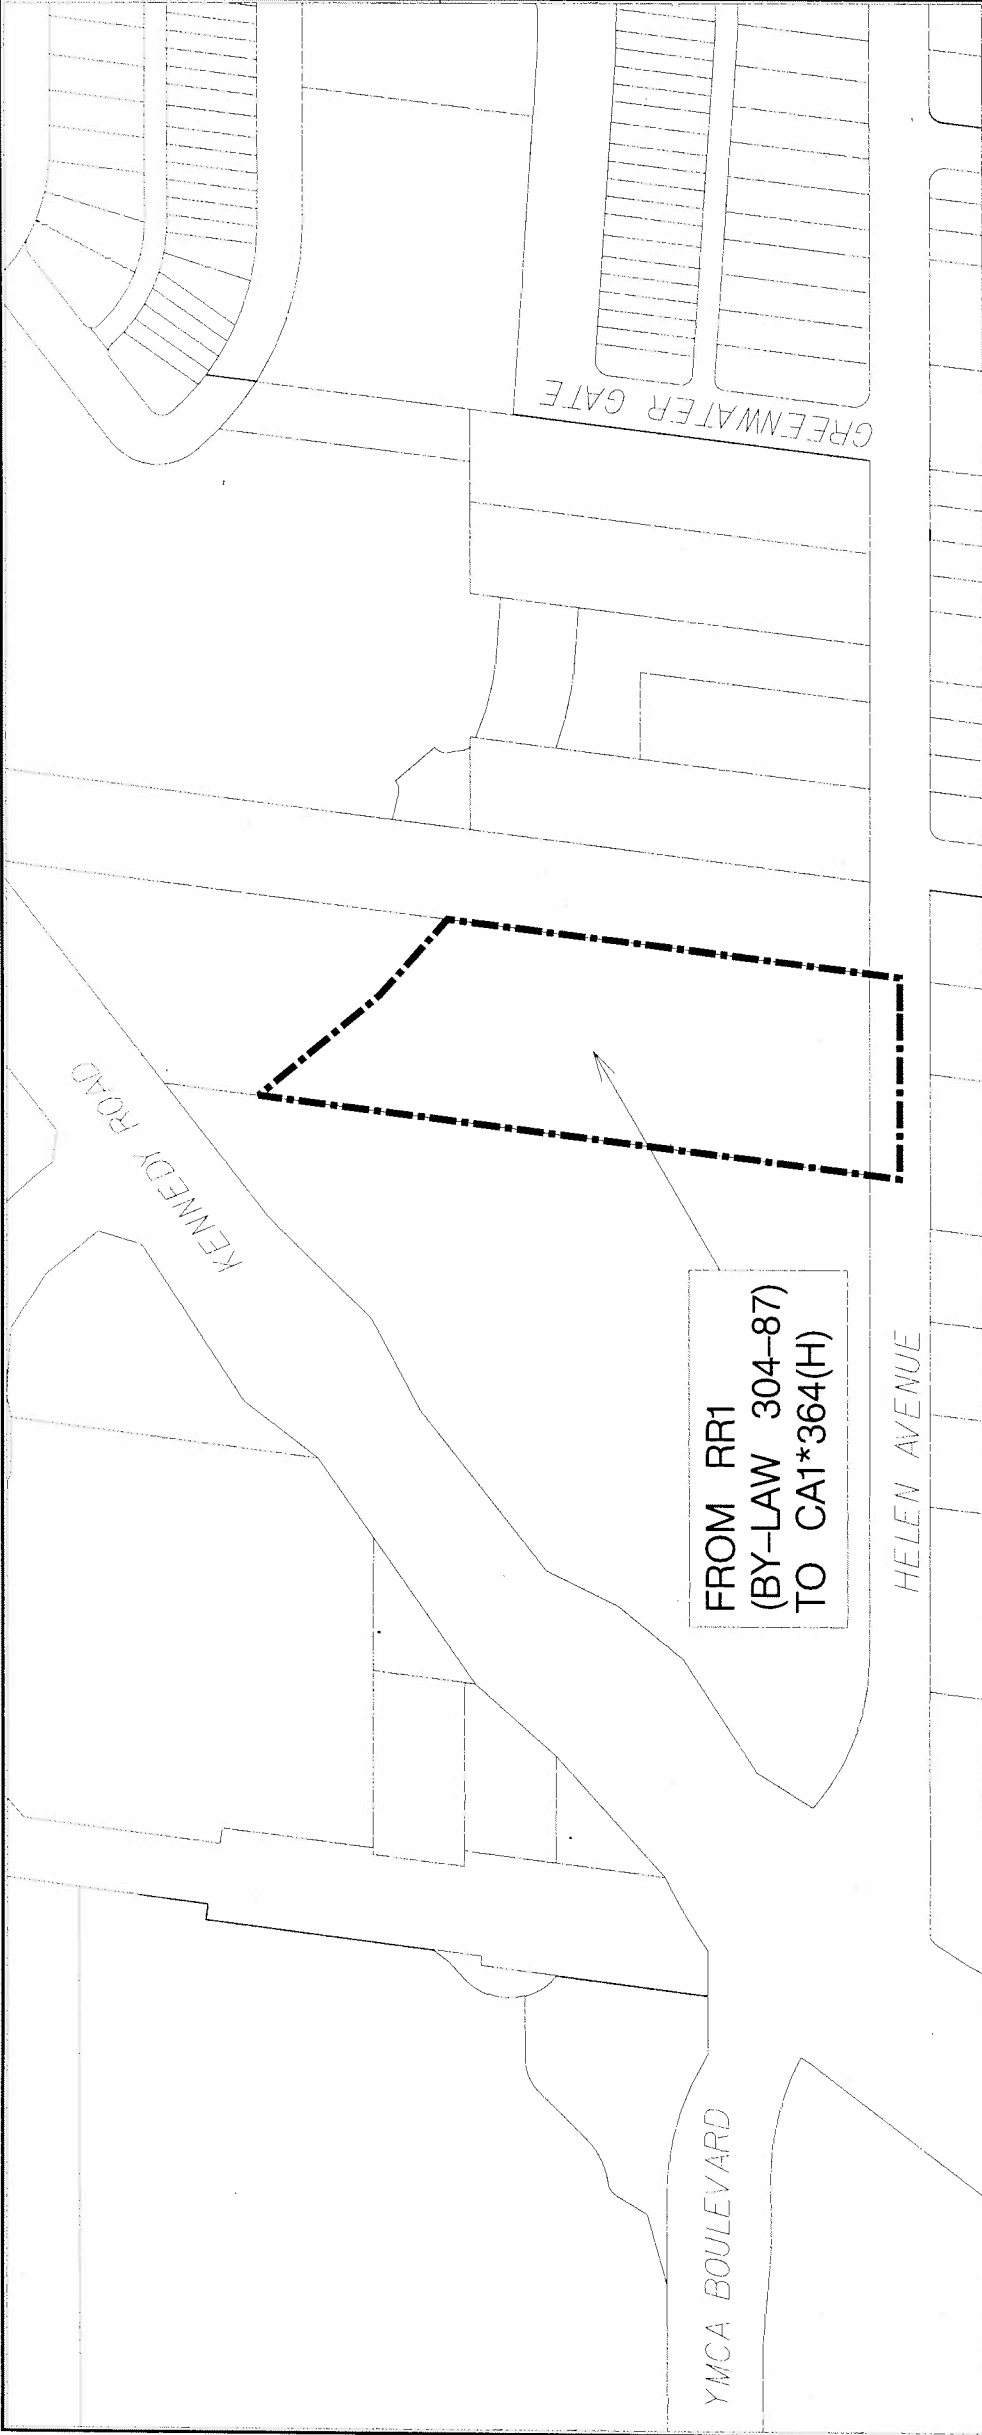 GREENWATER GATE
KENNEDY ROAD
FROM RR1
(BY-LAW 304-87)
TO CA1*364(H)
HELEN AVENUE
YMCA BOULEVARD